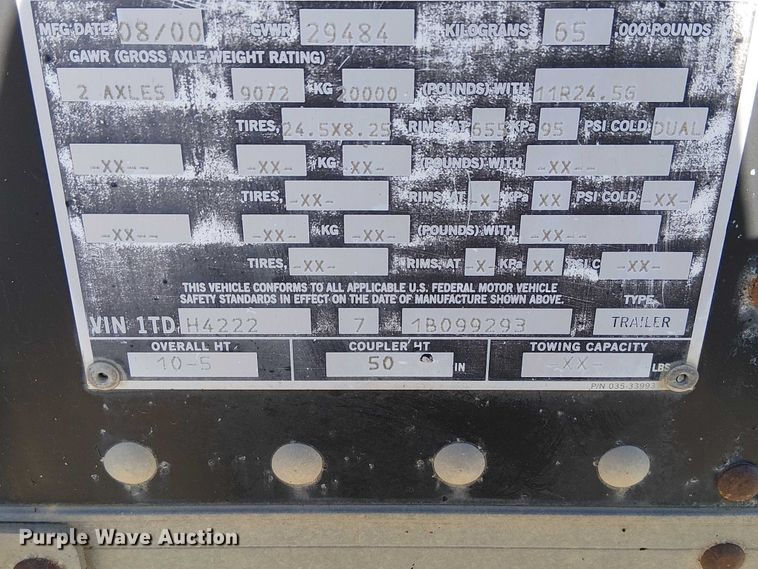 MFG DATE: 08/00 GVWR 29484 KILOGRAMS 65 ,000 POUNDS
GAWR (GROSS AXLE WEIGHT RATING)
2 AXLES 9072 KG 20000 (POUNDS) WITH 11R24.5G
TIRES, 24.5X8.25 RIMS, AT 655 KPa 95 PSI COLD: DUAL
-XX-- -XX- KG -XX- (POUNDS) WITH -XX--
TIRES, -XX- RIMS, AT -X- KPa XX PSI COLD -XX-
-XX-- -XX- KG -XX- (POUNDS) WITH -XX--
TIRES, -XX- RIMS, AT -X- KPa XX PSI C -XX-
THIS VEHICLE CONFORMS TO ALL APPLICABLE U.S. FEDERAL MOTOR VEHICLE
SAFETY STANDARDS IN EFFECT ON THE DATE OF MANUFACTURE SHOWN ABOVE.
TYPE
VIN 1TD H4222 7 1B099293 TRAILER
OVERALL HT COUPLER HT TOWING CAPACITY
10-5 50 IN -XX- LBS
P/N 035-33993
Purple Wave Auction